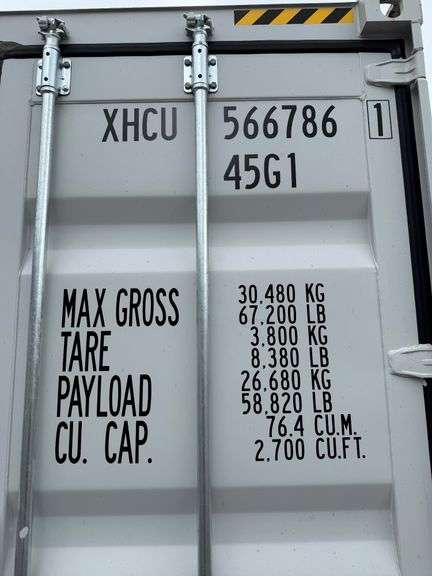 XHCU 566786 1
45G1
MAX GROSS 30.480 KG
67.200 LB
TARE 3.800 KG
8.380 LB
PAYLOAD 26.680 KG
58.820 LB
CU. CAP. 76.4 CU.M.
2.700 CU.FT.